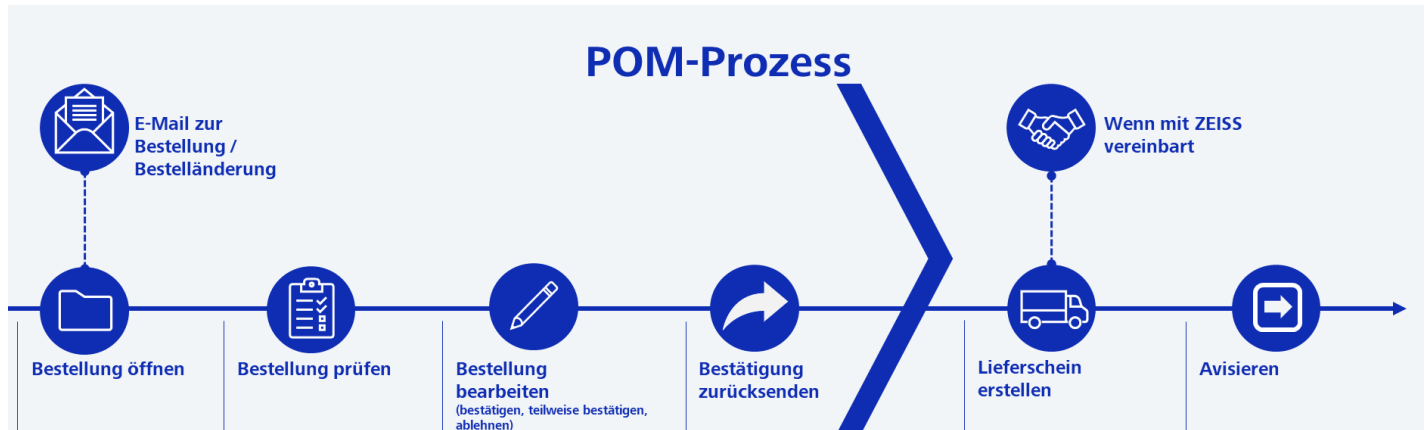 POM-Prozess
E-Mail zur
Bestellung /
Bestelländerung
Wenn mit ZEISS
vereinbart
Bestellung öffnen
Bestellung prüfen
Bestellung
bearbeiten
(bestätigen, teilweise bestätigen,
ablehnen)
Bestätigung
zurücksenden
Lieferschein
erstellen
Avisieren